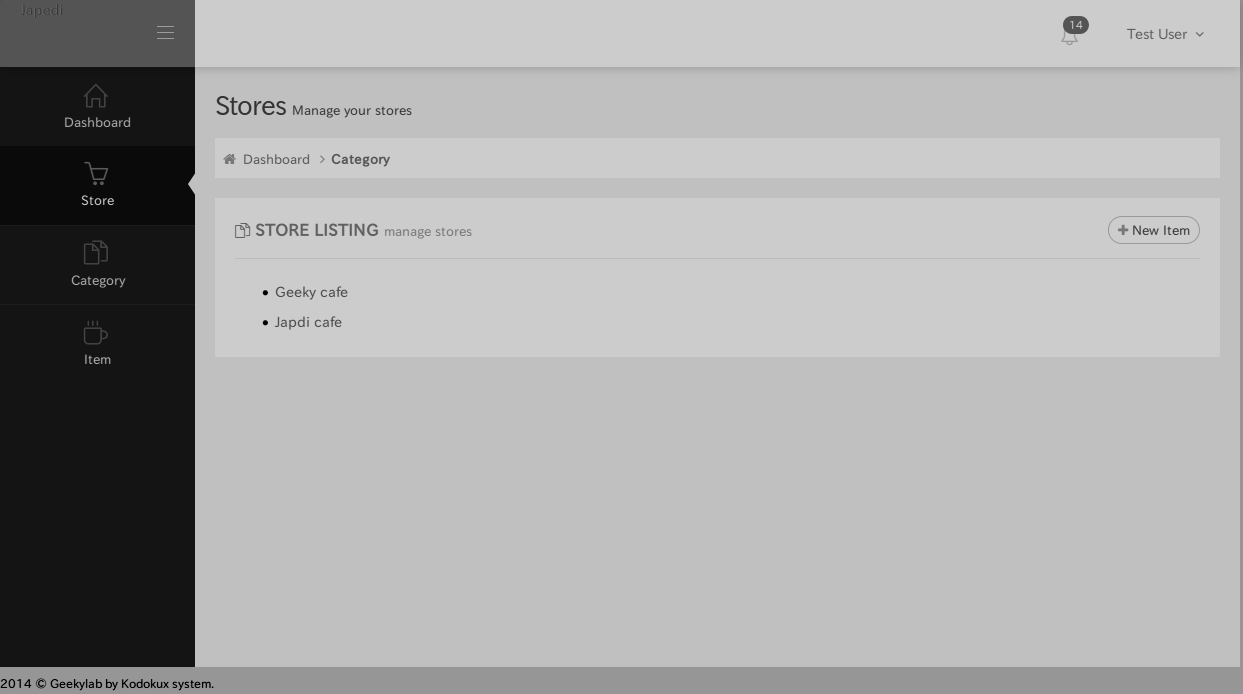 Japedi
14
Test User
Dashboard
Store
Category
Item
Stores Manage your stores
Dashboard > Category
STORE LISTING manage stores
+ New Item
• Geeky cafe
• Japdi cafe
2014 © Geekylab by Kodokux system.